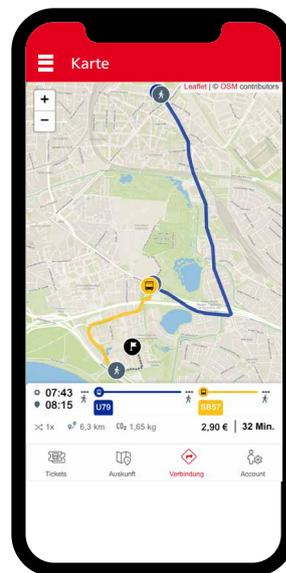 Karte
+
−
Leaflet | © OSM contributors
07:43
08:15
U79
SB57
1x 6,3 km CO₂ 1,65 kg 2,90 € | 32 Min.
Tickets Auskunft Verbindung Account